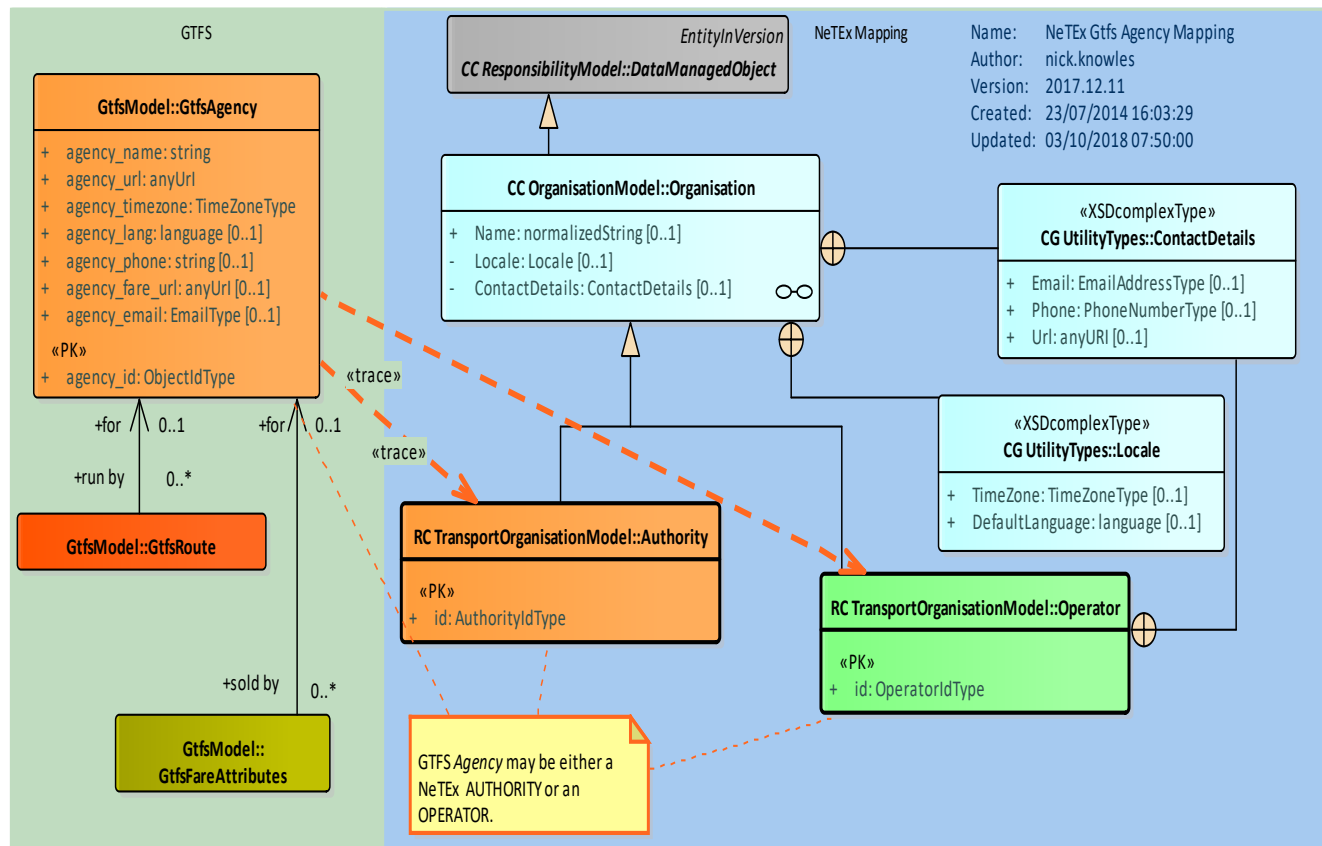 GTFS
GtfsModel::GtfsAgency
+ agency_name: string
+ agency_url: anyUrI
+ agency_timezone: TimeZoneType
+ agency_lang: language [0..1]
+ agency_phone: string [0..1]
+ agency_fare_url: anyUrI [0..1]
+ agency_email: EmailType [0..1]
«PK»
+ agency_id: ObjectIdType
+for 0..1
+run by 0..*
GtfsModel::GtfsRoute
+for 0..1
+sold by 0..*
GtfsModel::
GtfsFareAttributes
«trace»
«trace»
NeTEx Mapping
Name: NeTEx Gtfs Agency Mapping
Author: nick.knowles
Version: 2017.12.11
Created: 23/07/2014 16:03:29
Updated: 03/10/2018 07:50:00
EntityInVersion
CC ResponsibilityModel::DataManagedObject
CC OrganisationModel::Organisation
+ Name: normalizedString [0..1]
- Locale: Locale [0..1]
- ContactDetails: ContactDetails [0..1]
«XSDcomplexType»
CG UtilityTypes::ContactDetails
+ Email: EmailAddressType [0..1]
+ Phone: PhoneNumberType [0..1]
+ Url: anyURI [0..1]
«XSDcomplexType»
CG UtilityTypes::Locale
+ TimeZone: TimeZoneType [0..1]
+ DefaultLanguage: language [0..1]
RC TransportOrganisationModel::Authority
«PK»
+ id: AuthorityIdType
RC TransportOrganisationModel::Operator
«PK»
+ id: OperatorIdType
GTFS Agency may be either a
NeTEx AUTHORITY or an
OPERATOR.